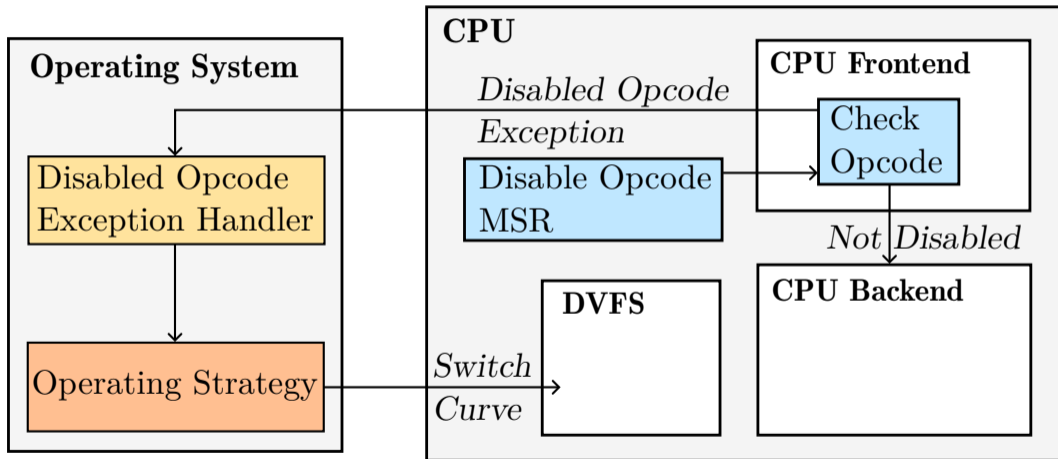 Operating System
Disabled Opcode
Exception Handler
Operating Strategy
CPU
CPU Frontend
Check
Opcode
Disabled Opcode
Exception
Disable Opcode
MSR
Not Disabled
DVFS
CPU Backend
Switch
Curve